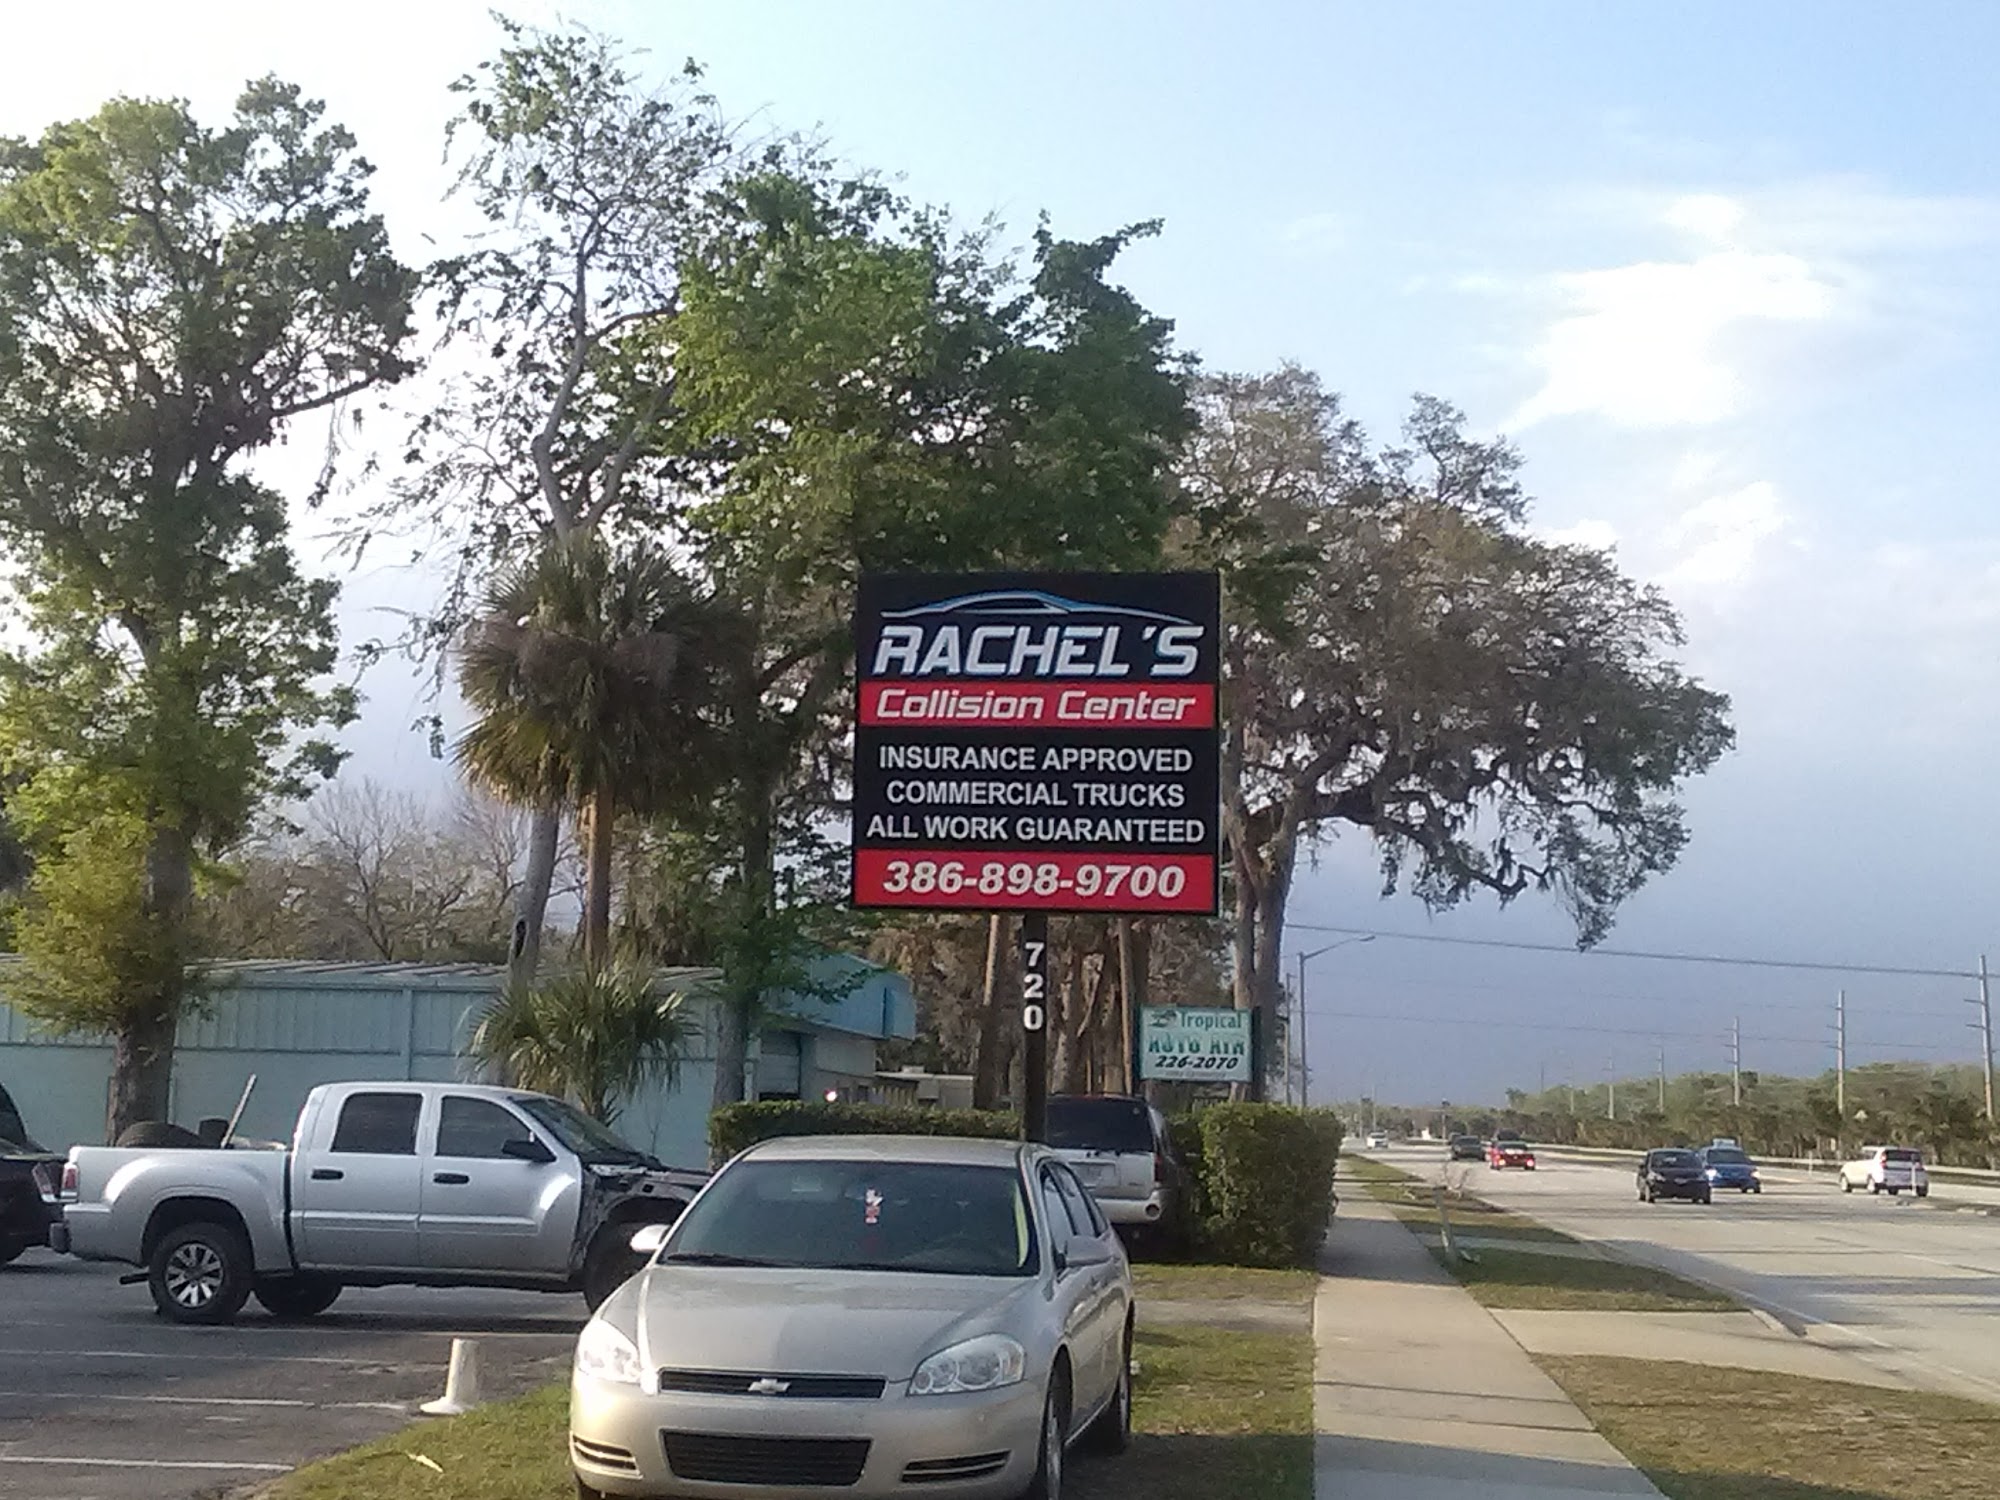 RACHEL'S
Collision Center
INSURANCE APPROVED
COMMERCIAL TRUCKS
ALL WORK GUARANTEED
386-898-9700
720
Tropical
AUTO AIR
226-2070